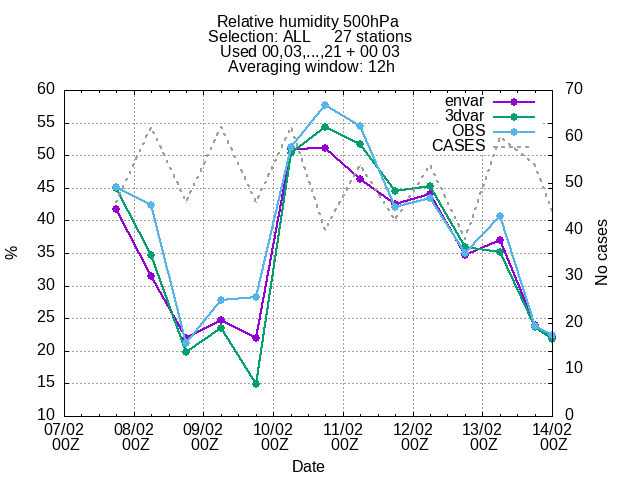 Relative humidity 500hPa
Selection: ALL 27 stations
Used 00,03,...,21 + 00 03
Averaging window: 12h
envar
3dvar
OBS
CASES
60
55
50
45
40
35
30
25
20
15
10
%
70
60
50
40
30
20
10
0
No cases
07/02 08/02 09/02 10/02 11/02 12/02 13/02 14/02
00Z 00Z 00Z 00Z 00Z 00Z 00Z 00Z
Date